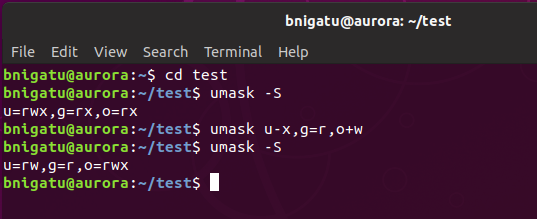 bnigatu@aurora: ~/test
File Edit View Search Terminal Help
bnigatu@aurora:~$ cd test
bnigatu@aurora:~/test$ umask -S
u=rwx,g=rx,o=rx
bnigatu@aurora:~/test$ umask u-x,g=r,o+w
bnigatu@aurora:~/test$ umask -S
u=rw,g=r,o=rwx
bnigatu@aurora:~/test$